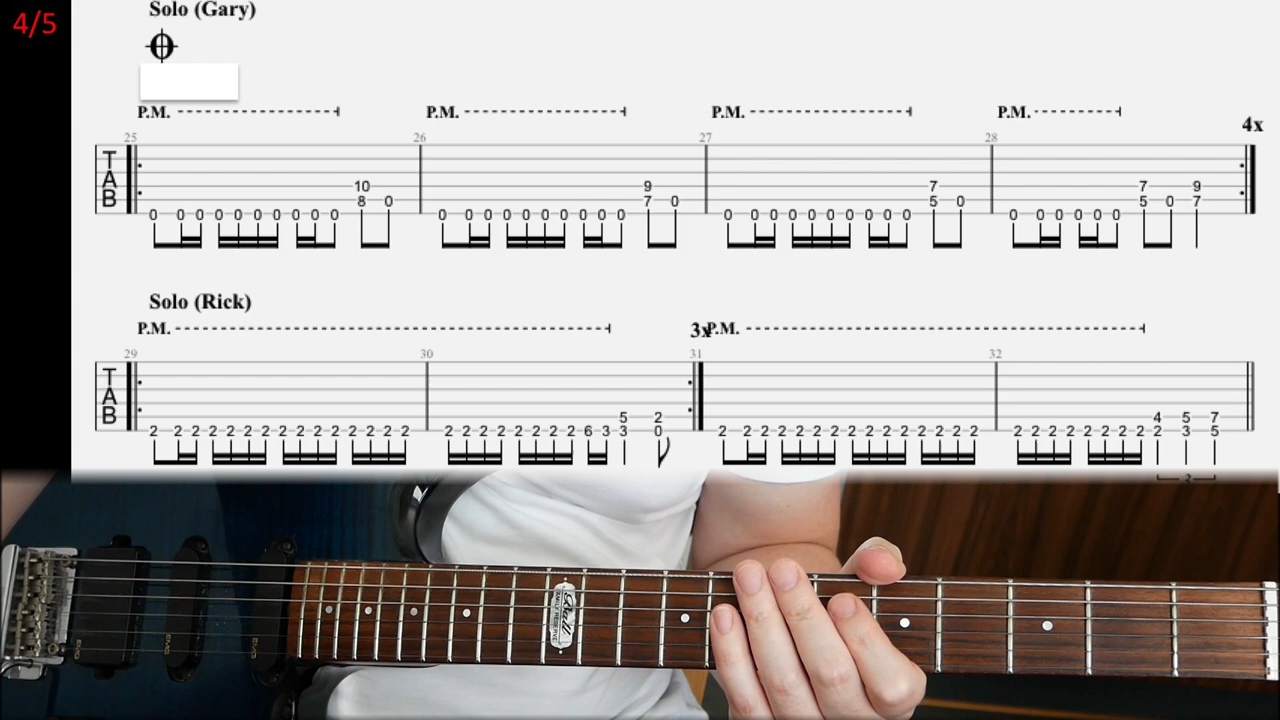 4/5
Solo (Gary)
P.M. P.M. P.M. P.M.
4x
25 26 27 28
T
A
B
10 9 7 7 9
8 0 7 0 5 0 5 0 7
0 0 0 0 0 0 0 0 0 0 0 0 0 0 0 0 0 0 0 0 0 0 0 0 0 0 0 0 0 0 0 0 0 0 0 0
Solo (Rick)
P.M. 3x P.M.
29 30 31 32
T
A
B
5 2 4 5 7
2 2 2 2 2 2 2 2 2 2 2 2 2 2 2 2 2 2 2 2 2 2 2 2 2 6 3 3 0 2 2 2 2 2 2 2 2 2 2 2 2 2 2 2 2 2 2 2 2 2 2 2 2 2 3 5